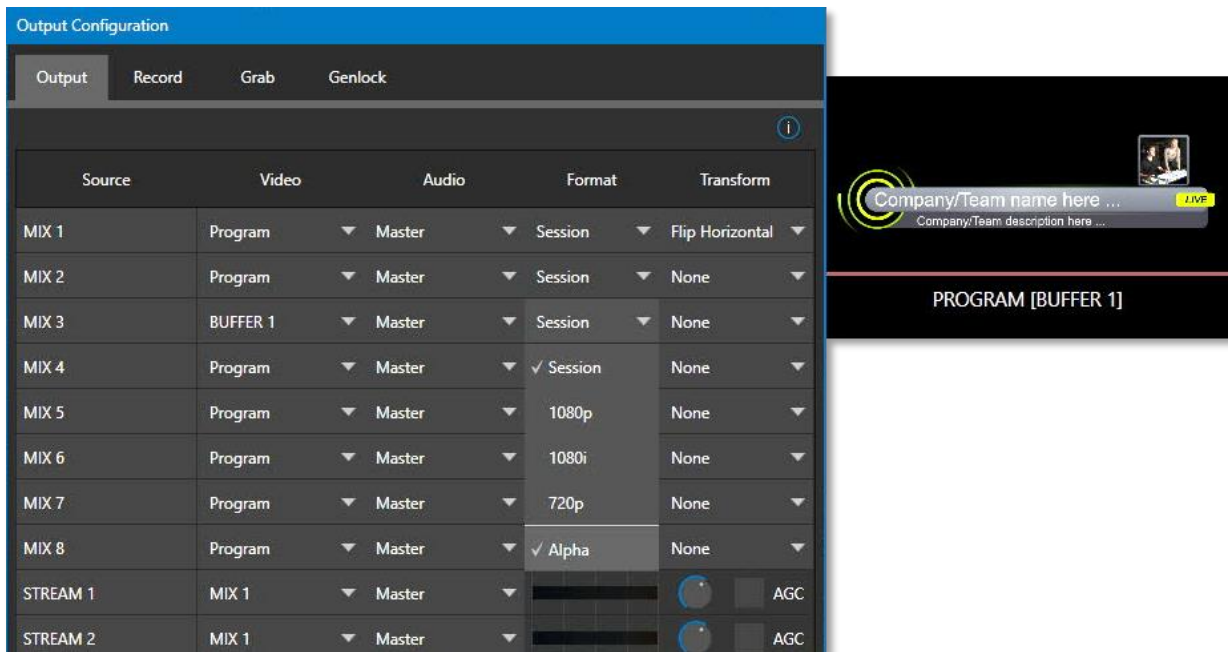 Output Configuration
Output Record Grab Genlock
i
Source Video Audio Format Transform
MIX 1 Program Master Session Flip Horizontal
MIX 2 Program Master Session None
MIX 3 BUFFER 1 Master Session None
MIX 4 Program Master ✓ Session None
MIX 5 Program Master 1080p None
MIX 6 Program Master 1080i None
MIX 7 Program Master 720p None
MIX 8 Program Master ✓ Alpha None
STREAM 1 MIX 1 Master AGC
STREAM 2 MIX 1 Master AGC
Company/Team name here ... LIVE
Company/Team description here ...
PROGRAM [BUFFER 1]